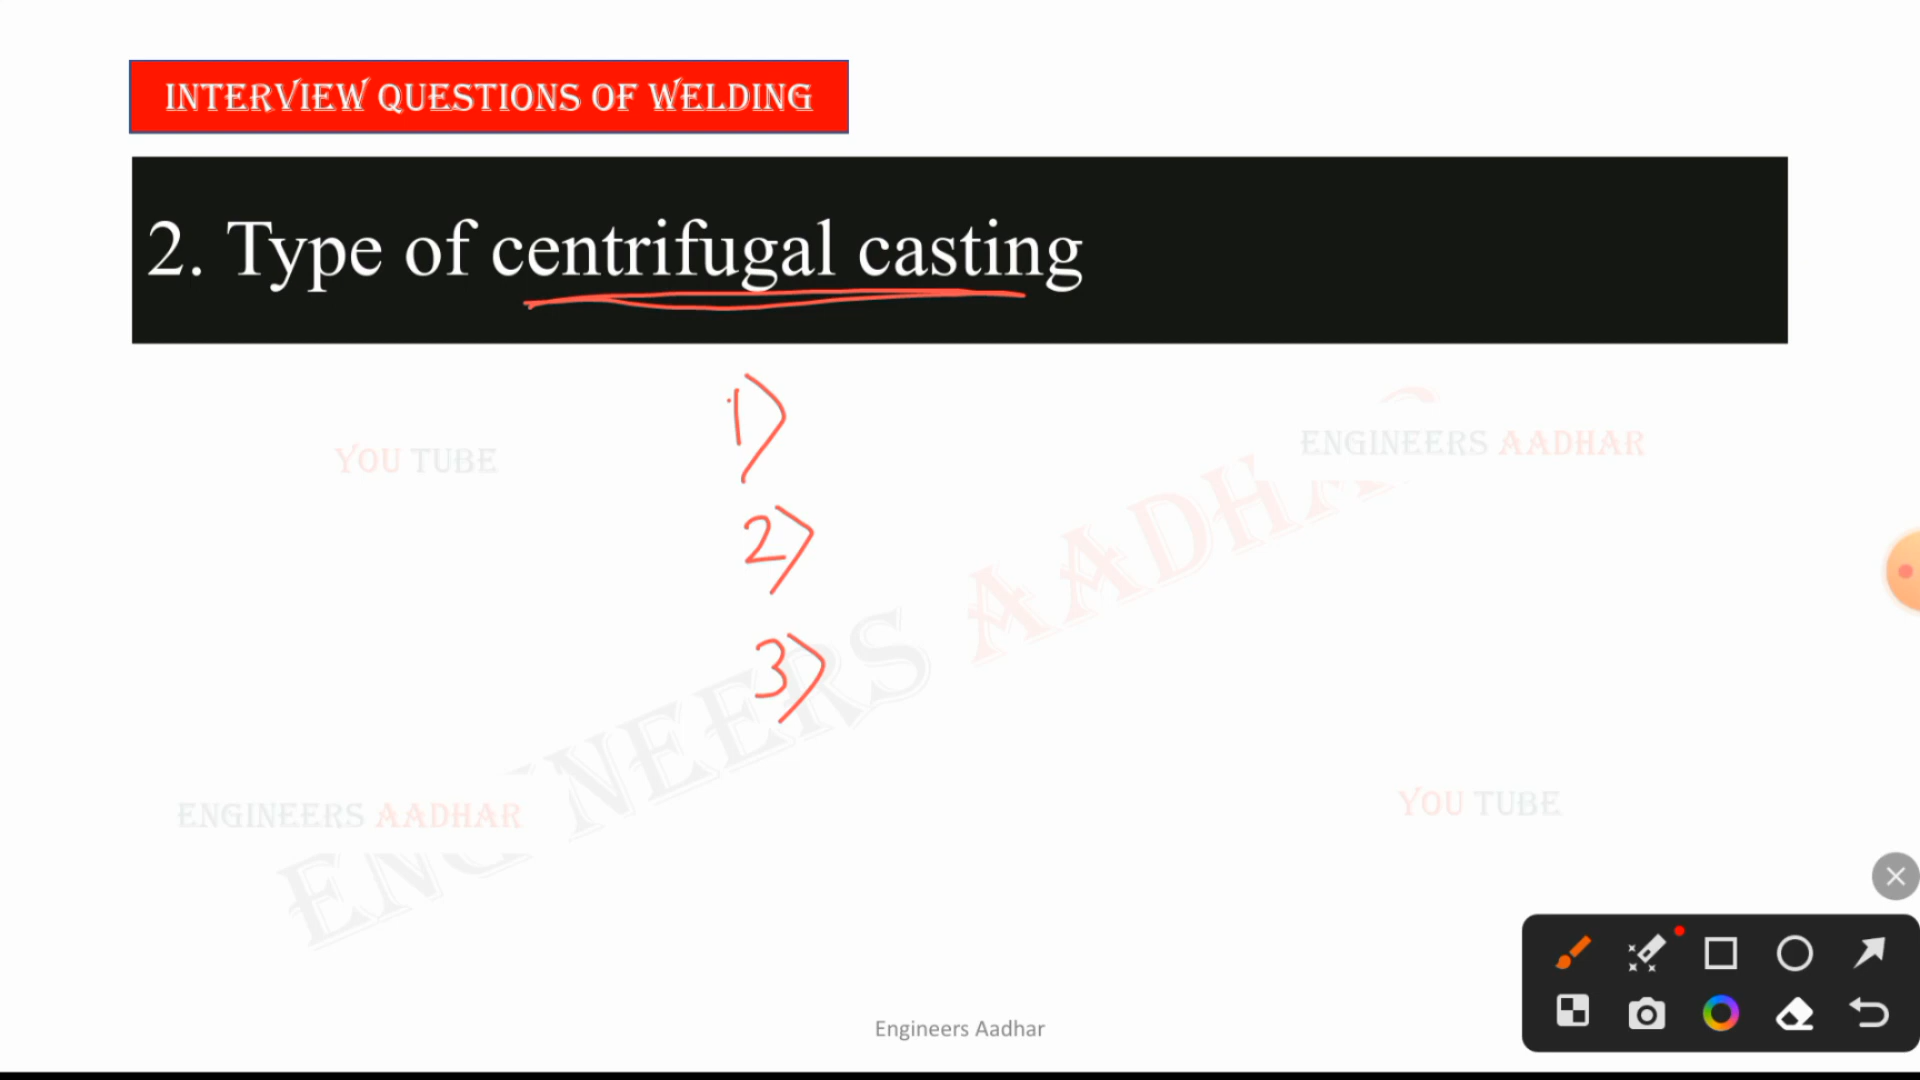 INTERVIEW QUESTIONS OF WELDING
2. Type of centrifugal casting
1)
YOU TUBE
ENGINEERS AADHAR
2)
3)
ENGINEERS AADHAR
ENGINEERS AADHAR
YOU TUBE
Engineers Aadhar